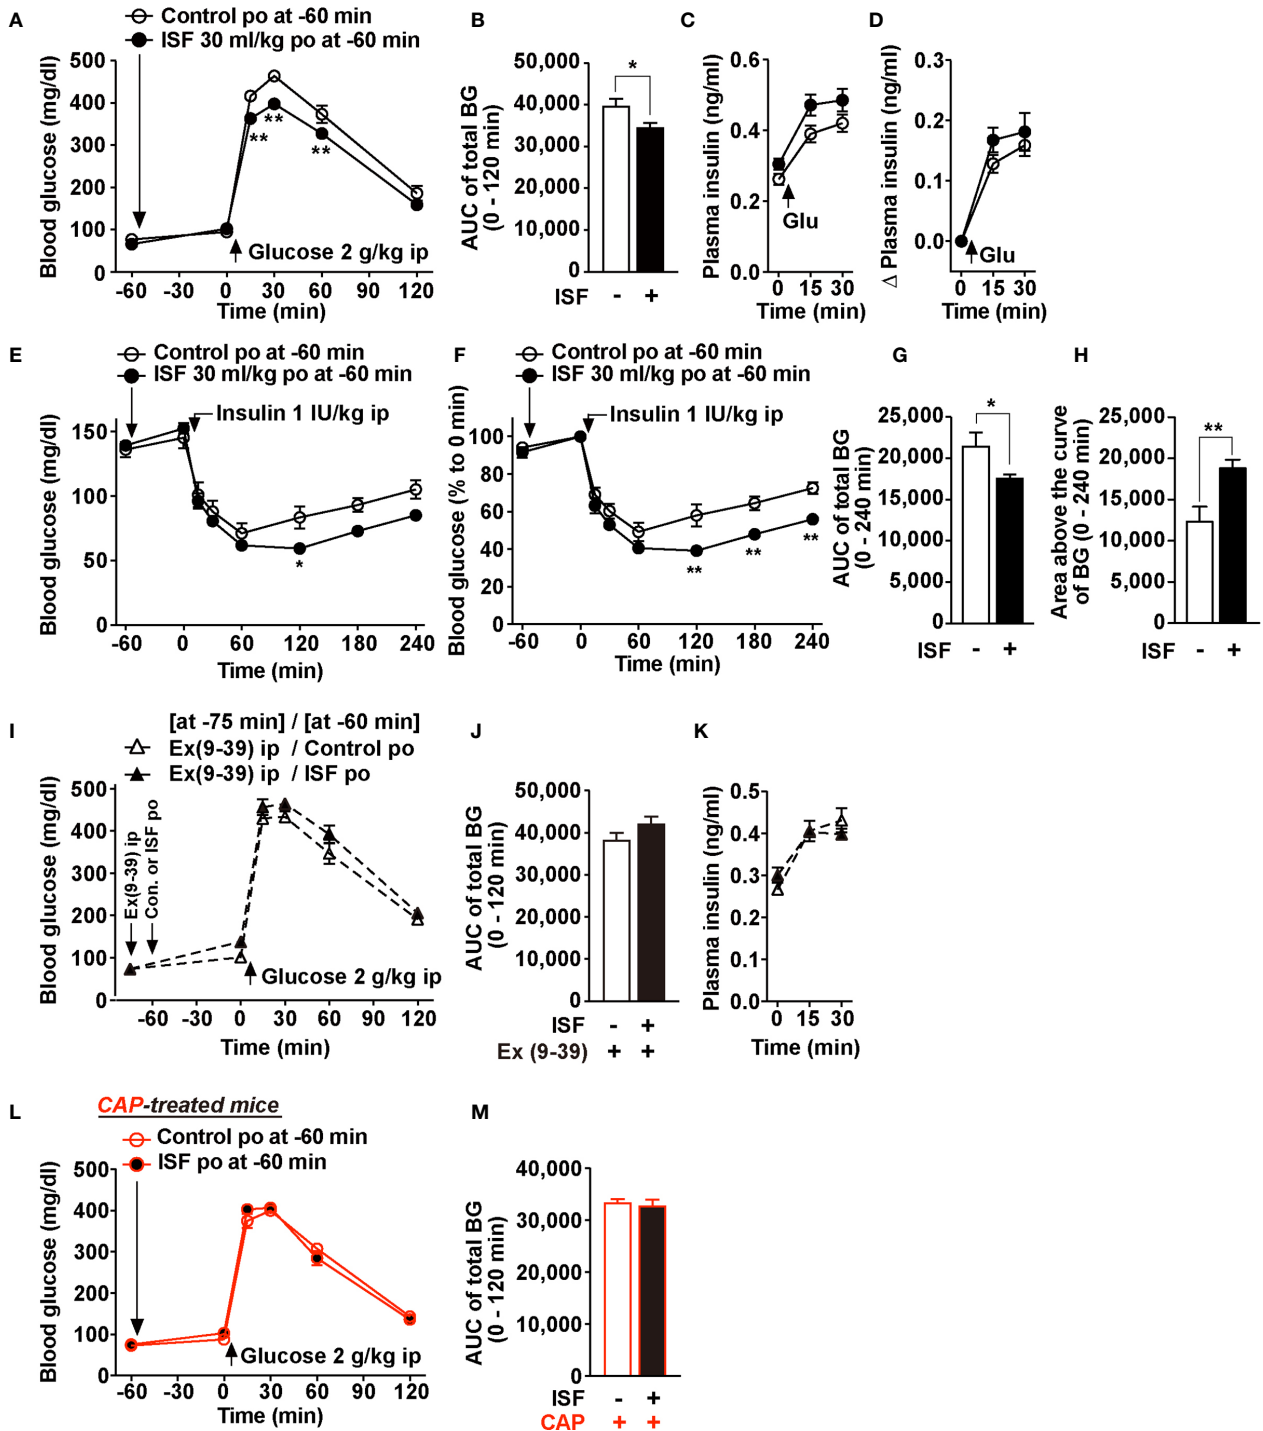 A
Control po at -60 min
ISF 30 ml/kg po at -60 min
Blood glucose (mg/dl)
500
400
300
200
100
0
**
**
**
Glucose 2 g/kg ip
-60 -30 0 30 60 90 120
Time (min)
B
AUC of total BG
(0 - 120 min)
50,000
40,000
30,000
20,000
10,000
0
*
ISF - +
C
Plasma insulin (ng/ml)
0.6
0.4
0.2
0.0
Glu
0 15 30
Time (min)
D
Δ Plasma insulin (ng/ml)
0.3
0.2
0.1
0.0
Glu
0 15 30
Time (min)
E
Control po at -60 min
ISF 30 ml/kg po at -60 min
Insulin 1 IU/kg ip
Blood glucose (mg/dl)
150
100
50
0
*
-60 0 60 120 180 240
Time (min)
F
Control po at -60 min
ISF 30 ml/kg po at -60 min
Insulin 1 IU/kg ip
Blood glucose (% to 0 min)
100
80
60
40
20
0
**
**
**
-60 0 60 120 180 240
Time (min)
G
AUC of total BG
(0 - 240 min)
25,000
20,000
15,000
10,000
5,000
0
*
ISF - +
H
Area above the curve
of BG (0 - 240 min)
25,000
20,000
15,000
10,000
5,000
0
**
ISF - +
I
[at -75 min] / [at -60 min]
Ex(9-39) ip / Control po
Ex(9-39) ip / ISF po
Blood glucose (mg/dl)
500
400
300
200
100
0
Ex(9-39) ip
Con. or ISF po
Glucose 2 g/kg ip
-60 -30 0 30 60 90 120
Time (min)
J
AUC of total BG
(0 - 120 min)
50,000
40,000
30,000
20,000
10,000
0
ISF - +
Ex (9-39) + +
K
Plasma insulin (ng/ml)
0.5
0.4
0.3
0.2
0.1
0.0
0 15 30
Time (min)
L
CAP-treated mice
Control po at -60 min
ISF po at -60 min
Blood glucose (mg/dl)
500
400
300
200
100
0
Glucose 2 g/kg ip
-60 -30 0 30 60 90 120
Time (min)
M
AUC of total BG
(0 - 120 min)
40,000
30,000
20,000
10,000
0
ISF - +
CAP + +